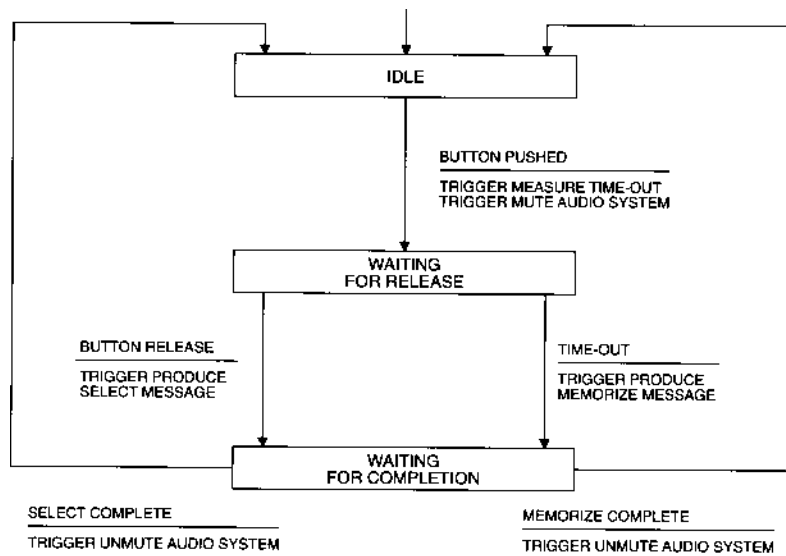 IDLE
BUTTON PUSHED
TRIGGER MEASURE TIME-OUT
TRIGGER MUTE AUDIO SYSTEM
WAITING
FOR RELEASE
BUTTON RELEASE
TRIGGER PRODUCE
SELECT MESSAGE
TIME-OUT
TRIGGER PRODUCE
MEMORIZE MESSAGE
WAITING
FOR COMPLETION
SELECT COMPLETE
TRIGGER UNMUTE AUDIO SYSTEM
MEMORIZE COMPLETE
TRIGGER UNMUTE AUDIO SYSTEM